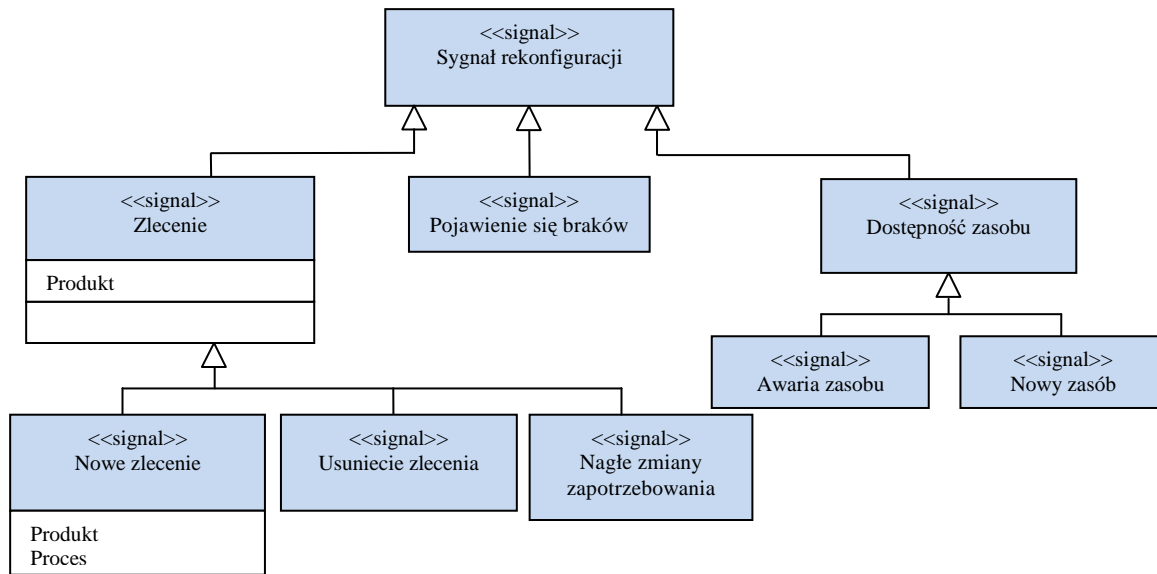 <<signal>>
Sygnał rekonfiguracji
<<signal>>
Zlecenie
Produkt
<<signal>>
Pojawienie się braków
<<signal>>
Dostępność zasobu
<<signal>>
Awaria zasobu
<<signal>>
Nowy zasób
<<signal>>
Nowe zlecenie
Produkt
Proces
<<signal>>
Usuniecie zlecenia
<<signal>>
Nagłe zmiany
zapotrzebowania